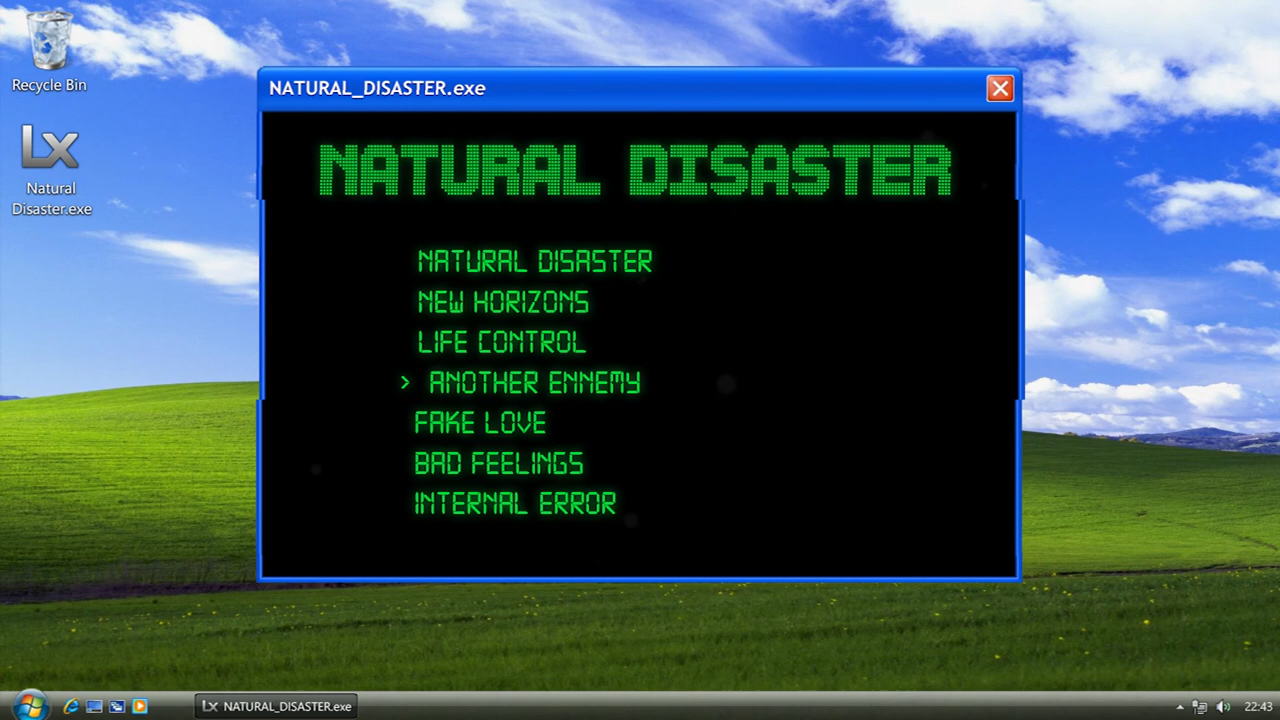 Recycle Bin
Lx
Natural
Disaster.exe
NATURAL_DISASTER.exe
NATURAL DISASTER
NATURAL DISASTER
NEW HORIZONS
LIFE CONTROL
> ANOTHER ENNEMY
FAKE LOVE
BAD FEELINGS
INTERNAL ERROR
Lx NATURAL_DISASTER.exe
22:43